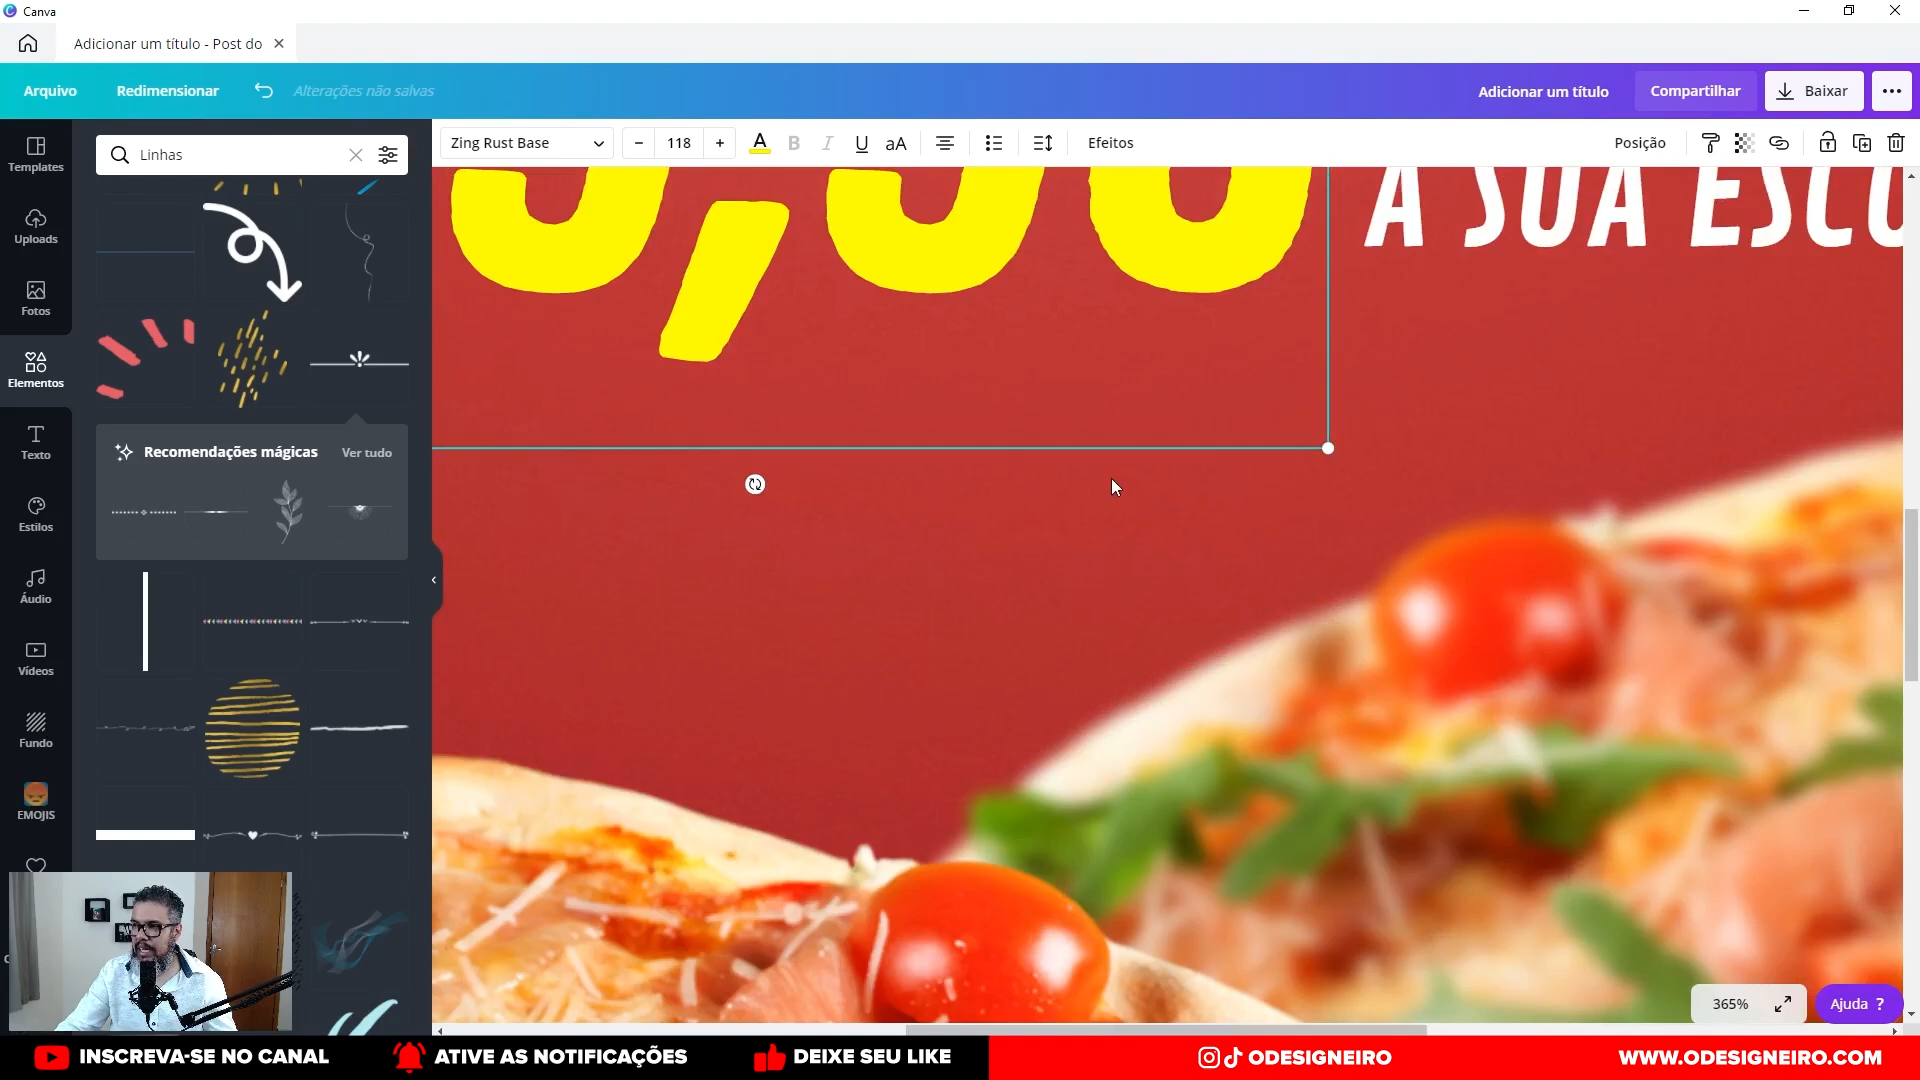 Canva
Adicionar um título - Post do
Arquivo
Redimensionar
Alterações não salvas
Adicionar um título
Compartilhar
Baixar
Templates
Uploads
Fotos
Elementos
Texto
Estilos
Áudio
Vídeos
Fundo
EMOJIS
Linhas
Recomendações mágicas
Ver tudo
Zing Rust Base
118
A
B
I
U
aA
Efeitos
Posição
A SUA ESCO
365%
Ajuda ?
INSCREVA-SE NO CANAL
ATIVE AS NOTIFICAÇÕES
DEIXE SEU LIKE
ODESIGNEIRO
WWW.ODESIGNEIRO.COM